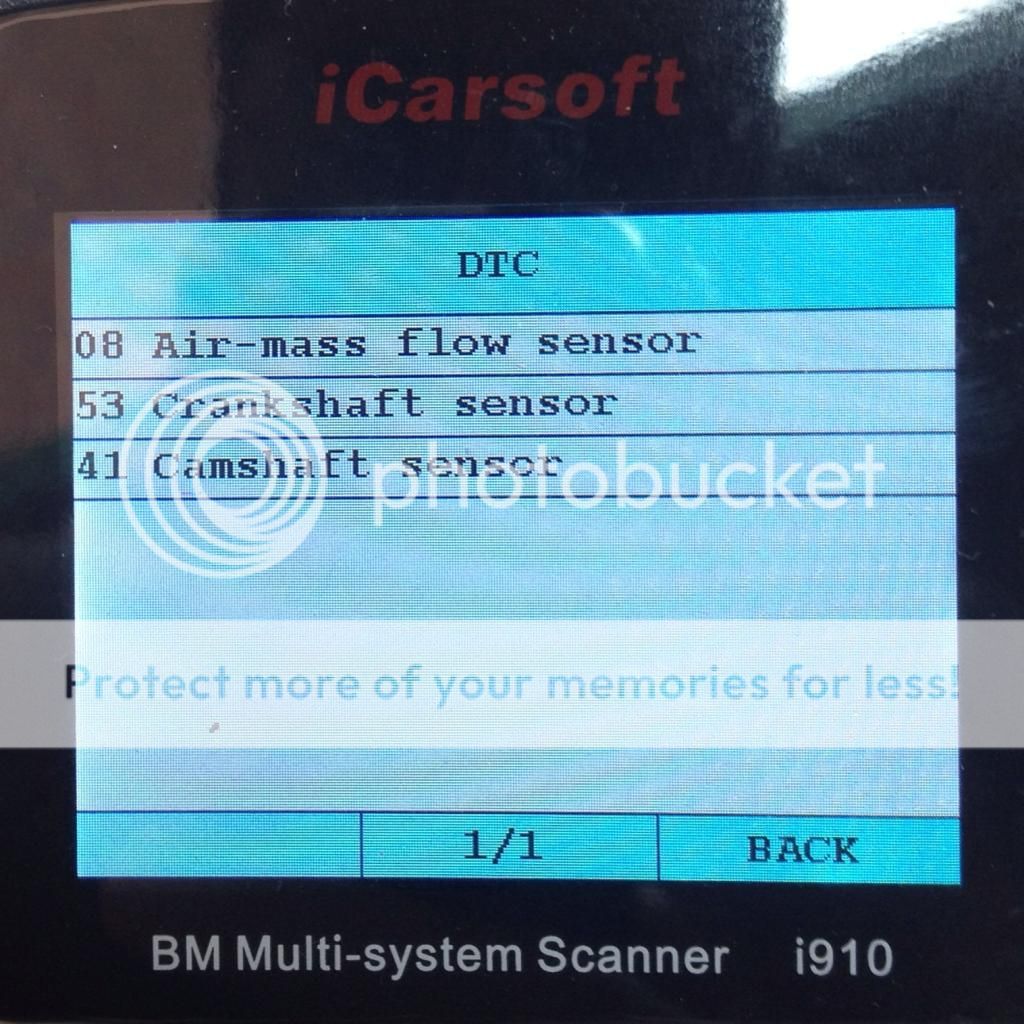 iCarsoft
DTC
08 Air-mass flow sensor
53 Crankshaft sensor
41 Camshaft sensor
photobucket
Protect more of your memories for less!
1/1 BACK
BM Multi-system Scanner i910